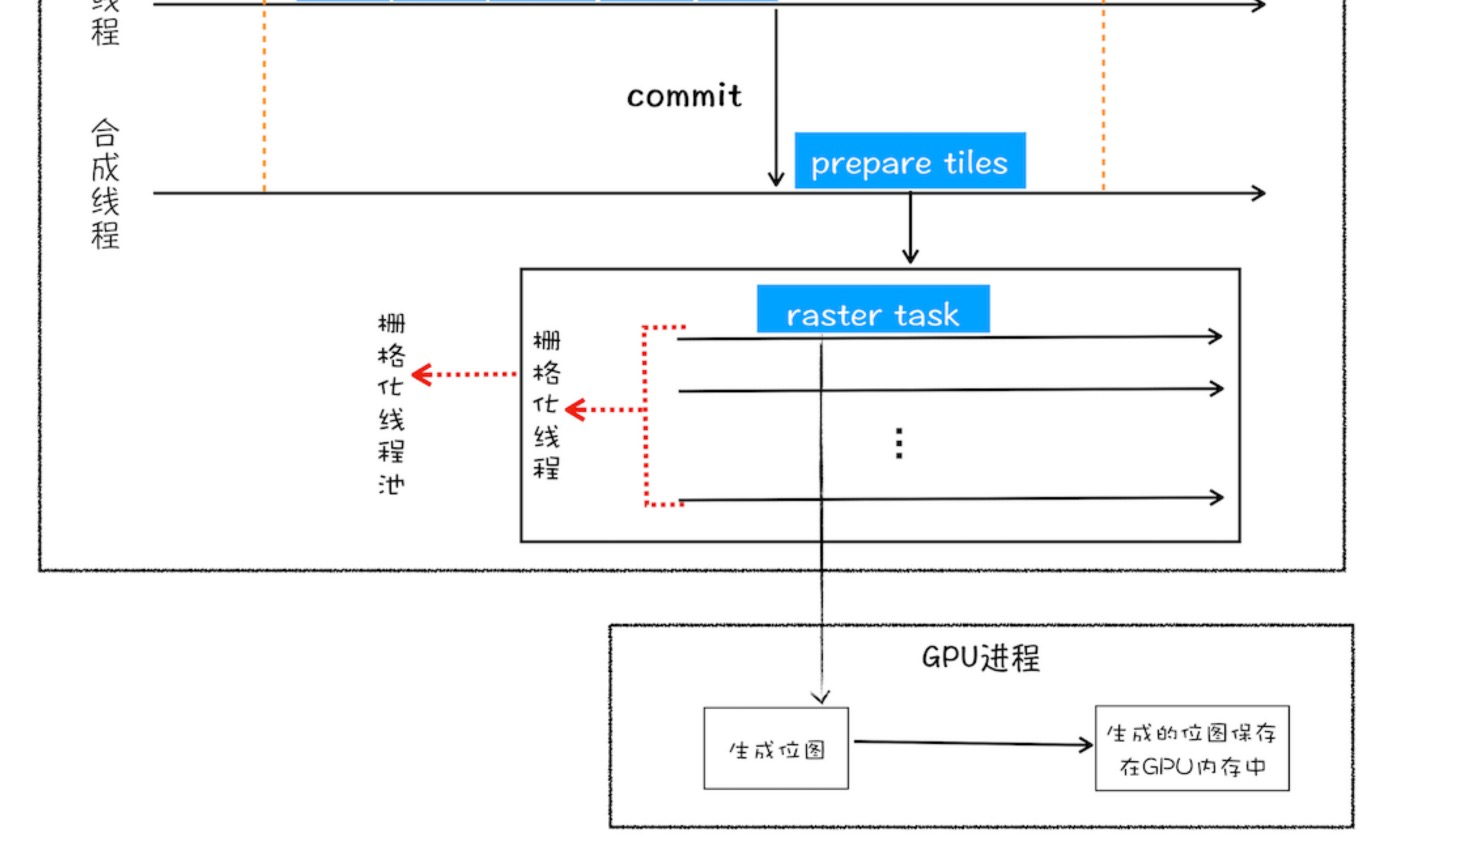 程
commit
合成线程
prepare tiles
raster task
栅格化线程池
栅格化线程
⋮
GPU进程
生成位图
生成的位图保存
在GPU内存中